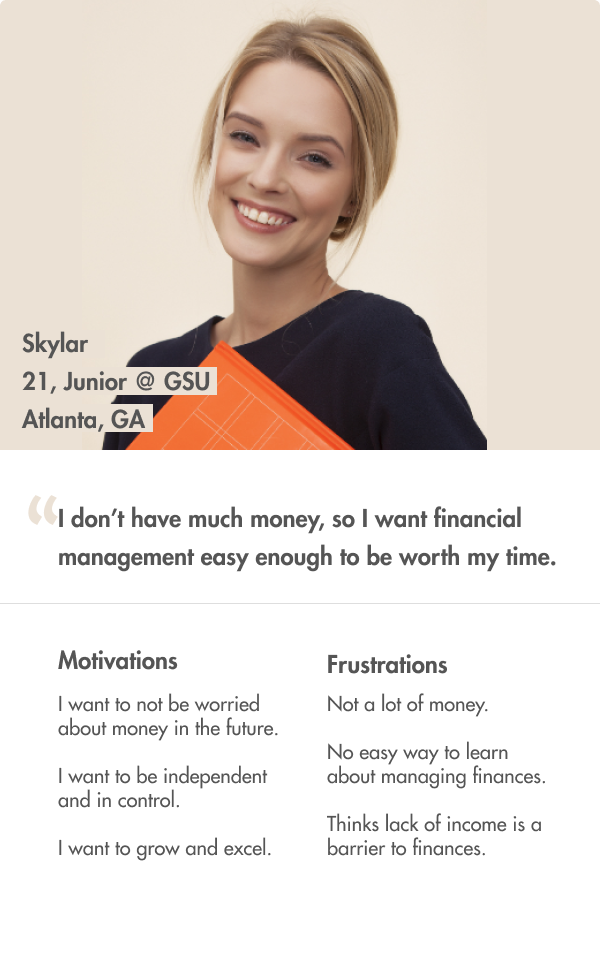 Skylar
21, Junior @ GSU
Atlanta, GA
“I don’t have much money, so I want financial
management easy enough to be worth my time.
Motivations
I want to not be worried
about money in the future.
I want to be independent
and in control.
I want to grow and excel.
Frustrations
Not a lot of money.
No easy way to learn
about managing finances.
Thinks lack of income is a
barrier to finances.